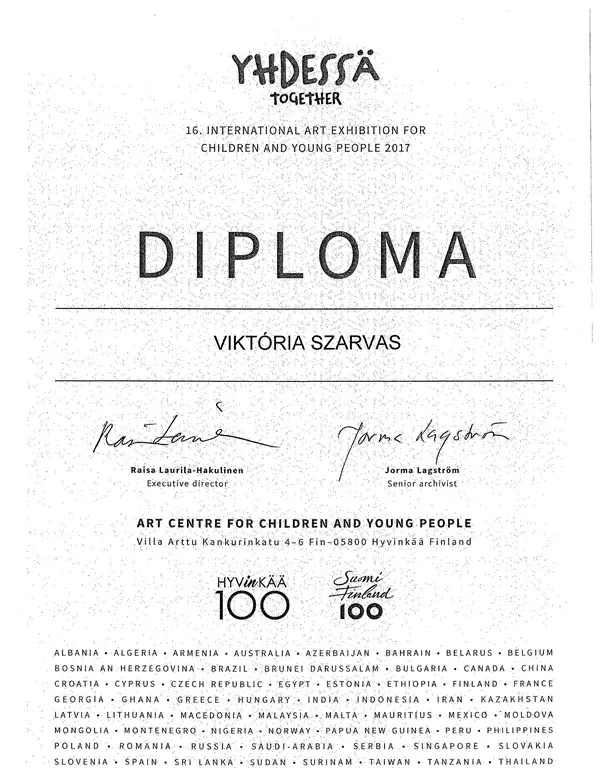 YHDESSÄ
TOGETHER
16. INTERNATIONAL ART EXHIBITION FOR
CHILDREN AND YOUNG PEOPLE 2017
DIPLOMA
VIKTÓRIA SZARVAS
Jorma Lagström
Raisa Laurila-Hakulinen
Executive director
Jorma Lagström
Senior archivist
ART CENTRE FOR CHILDREN AND YOUNG PEOPLE
Villa Arttu Kankurinkatu 4–6 Fin–05800 Hyvinkää Finland
HYVinKÄÄ
100
Suomi
Finland
100
ALBANIA • ALGERIA • ARMENIA • AUSTRALIA • AZERBAIJAN • BAHRAIN • BELARUS • BELGIUM
BOSNIA AN HERZEGOVINA • BRAZIL • BRUNEI DARUSSALAM • BULGARIA • CANADA • CHINA
CROATIA • CYPRUS • CZECH REPUBLIC • EGYPT • ESTONIA • ETHIOPIA • FINLAND • FRANCE
GEORGIA • GHANA • GREECE • HUNGARY • INDIA • INDONESIA • IRAN • KAZAKHSTAN
LATVIA • LITHUANIA • MACEDONIA • MALAYSIA • MALTA • MAURITIUS • MEXICO • MOLDOVA
MONGOLIA • MONTENEGRO • NIGERIA • NORWAY • PAPUA NEW GUINEA • PERU • PHILIPPINES
POLAND • ROMANIA • RUSSIA • SAUDI-ARABIA • SERBIA • SINGAPORE • SLOVAKIA
SLOVENIA • SPAIN • SRI LANKA • SUDAN • SURINAM • TAIWAN • TANZANIA • THAILAND